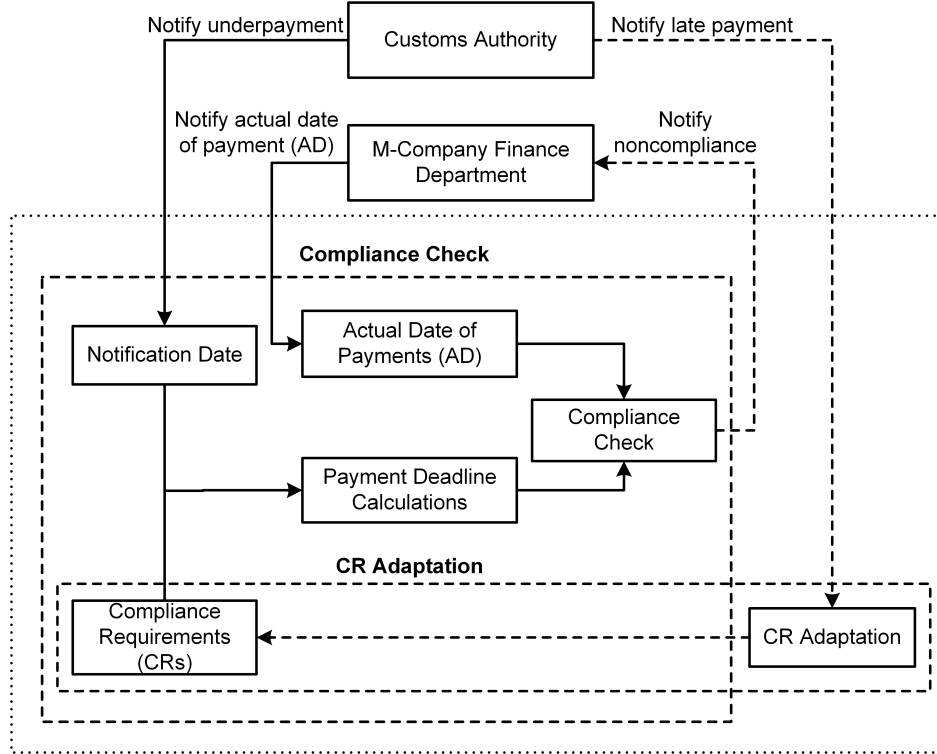 Notify underpayment
Customs Authority
Notify late payment
Notify actual date
of payment (AD)
M-Company Finance
Department
Notify
noncompliance
Compliance Check
Notification Date
Actual Date of
Payments (AD)
Compliance
Check
Payment Deadline
Calculations
CR Adaptation
Compliance
Requirements
(CRs)
CR Adaptation